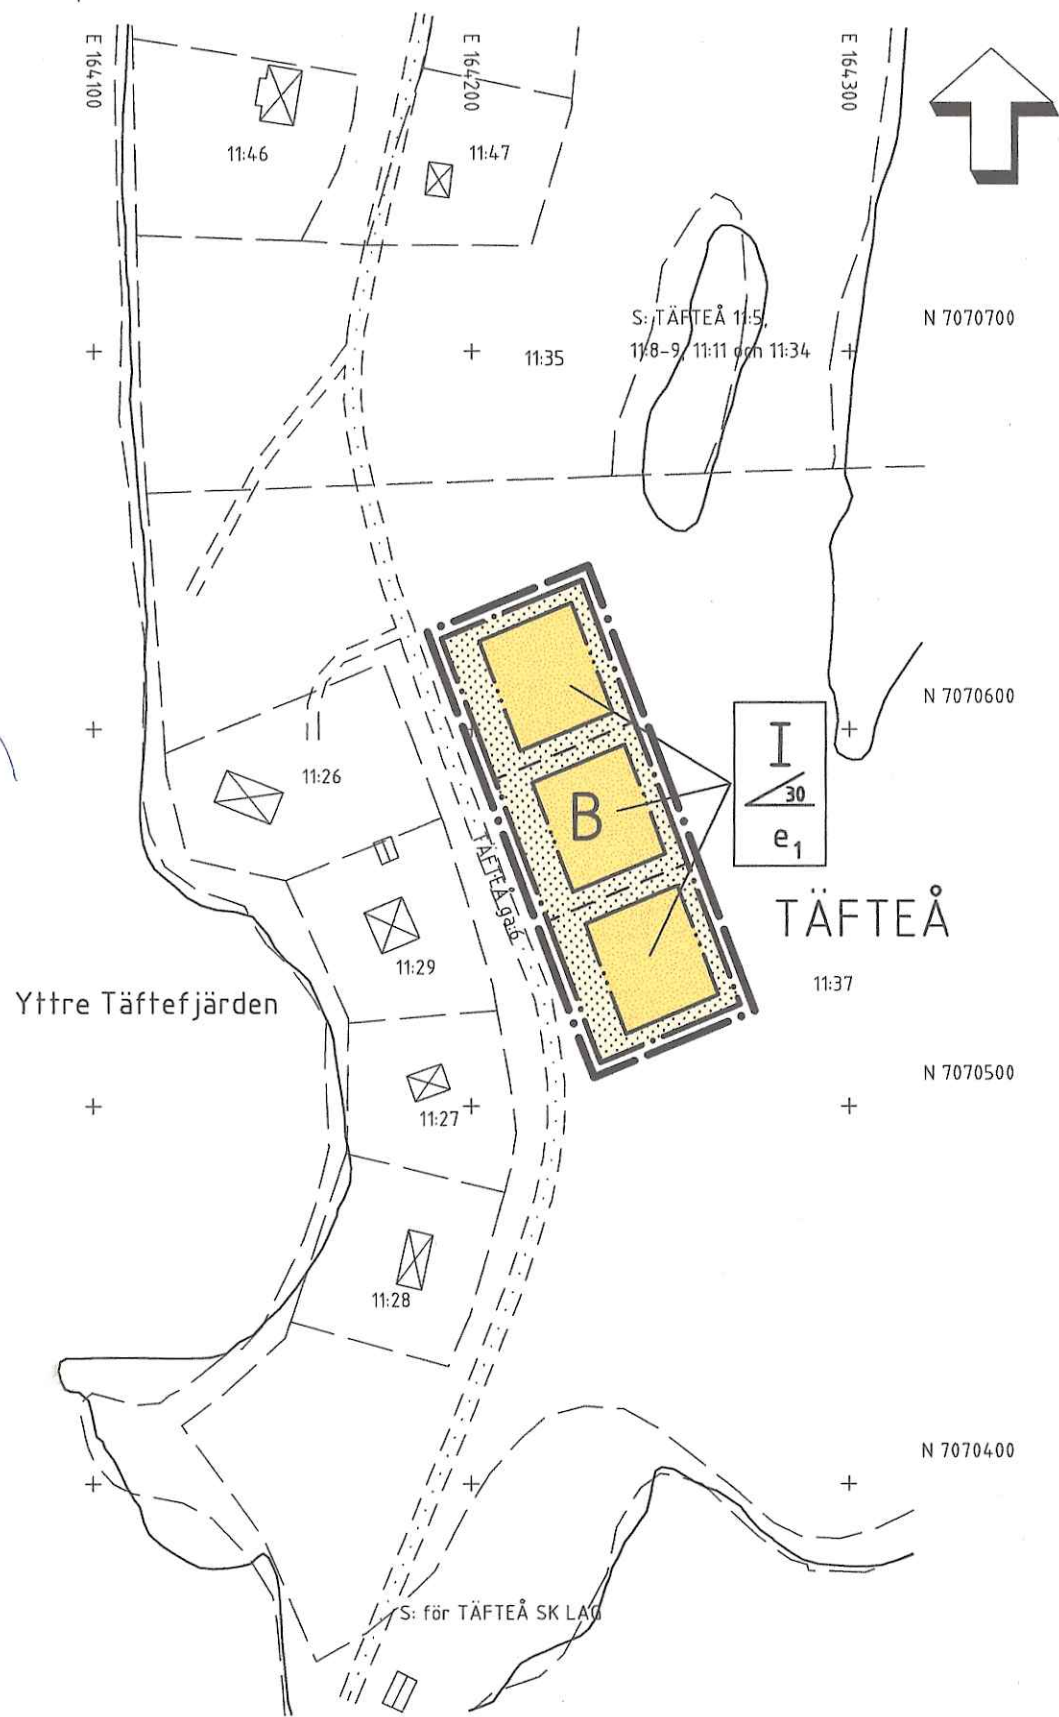 E 164100
E 164200
E 164300
11:46
11:47
S: TÄFTEÅ 11:5,
11:8-9, 11:11 och 11:34
N 7070700
11:35
N 7070600
I
30
e1
11:26
B
TÄFTEÅ ga:6
TÄFTEÅ
11:29
11:37
Yttre Täftefjärden
N 7070500
11:27
11:28
N 7070400
S: för TÄFTEÅ SK LAG